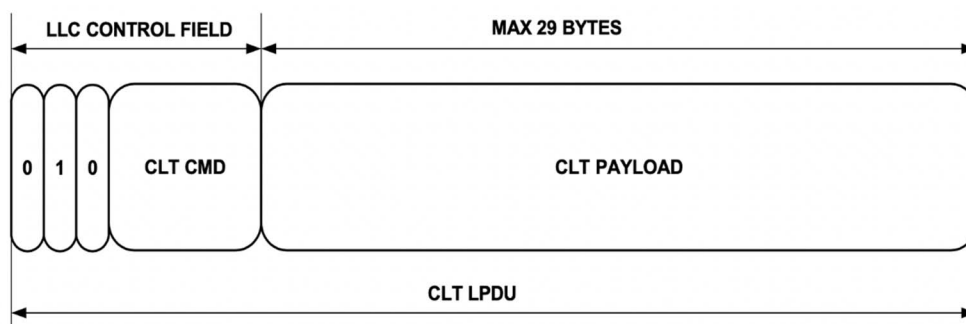 LLC CONTROL FIELD MAX 29 BYTES
0 1 0 CLT CMD CLT PAYLOAD
CLT LPDU